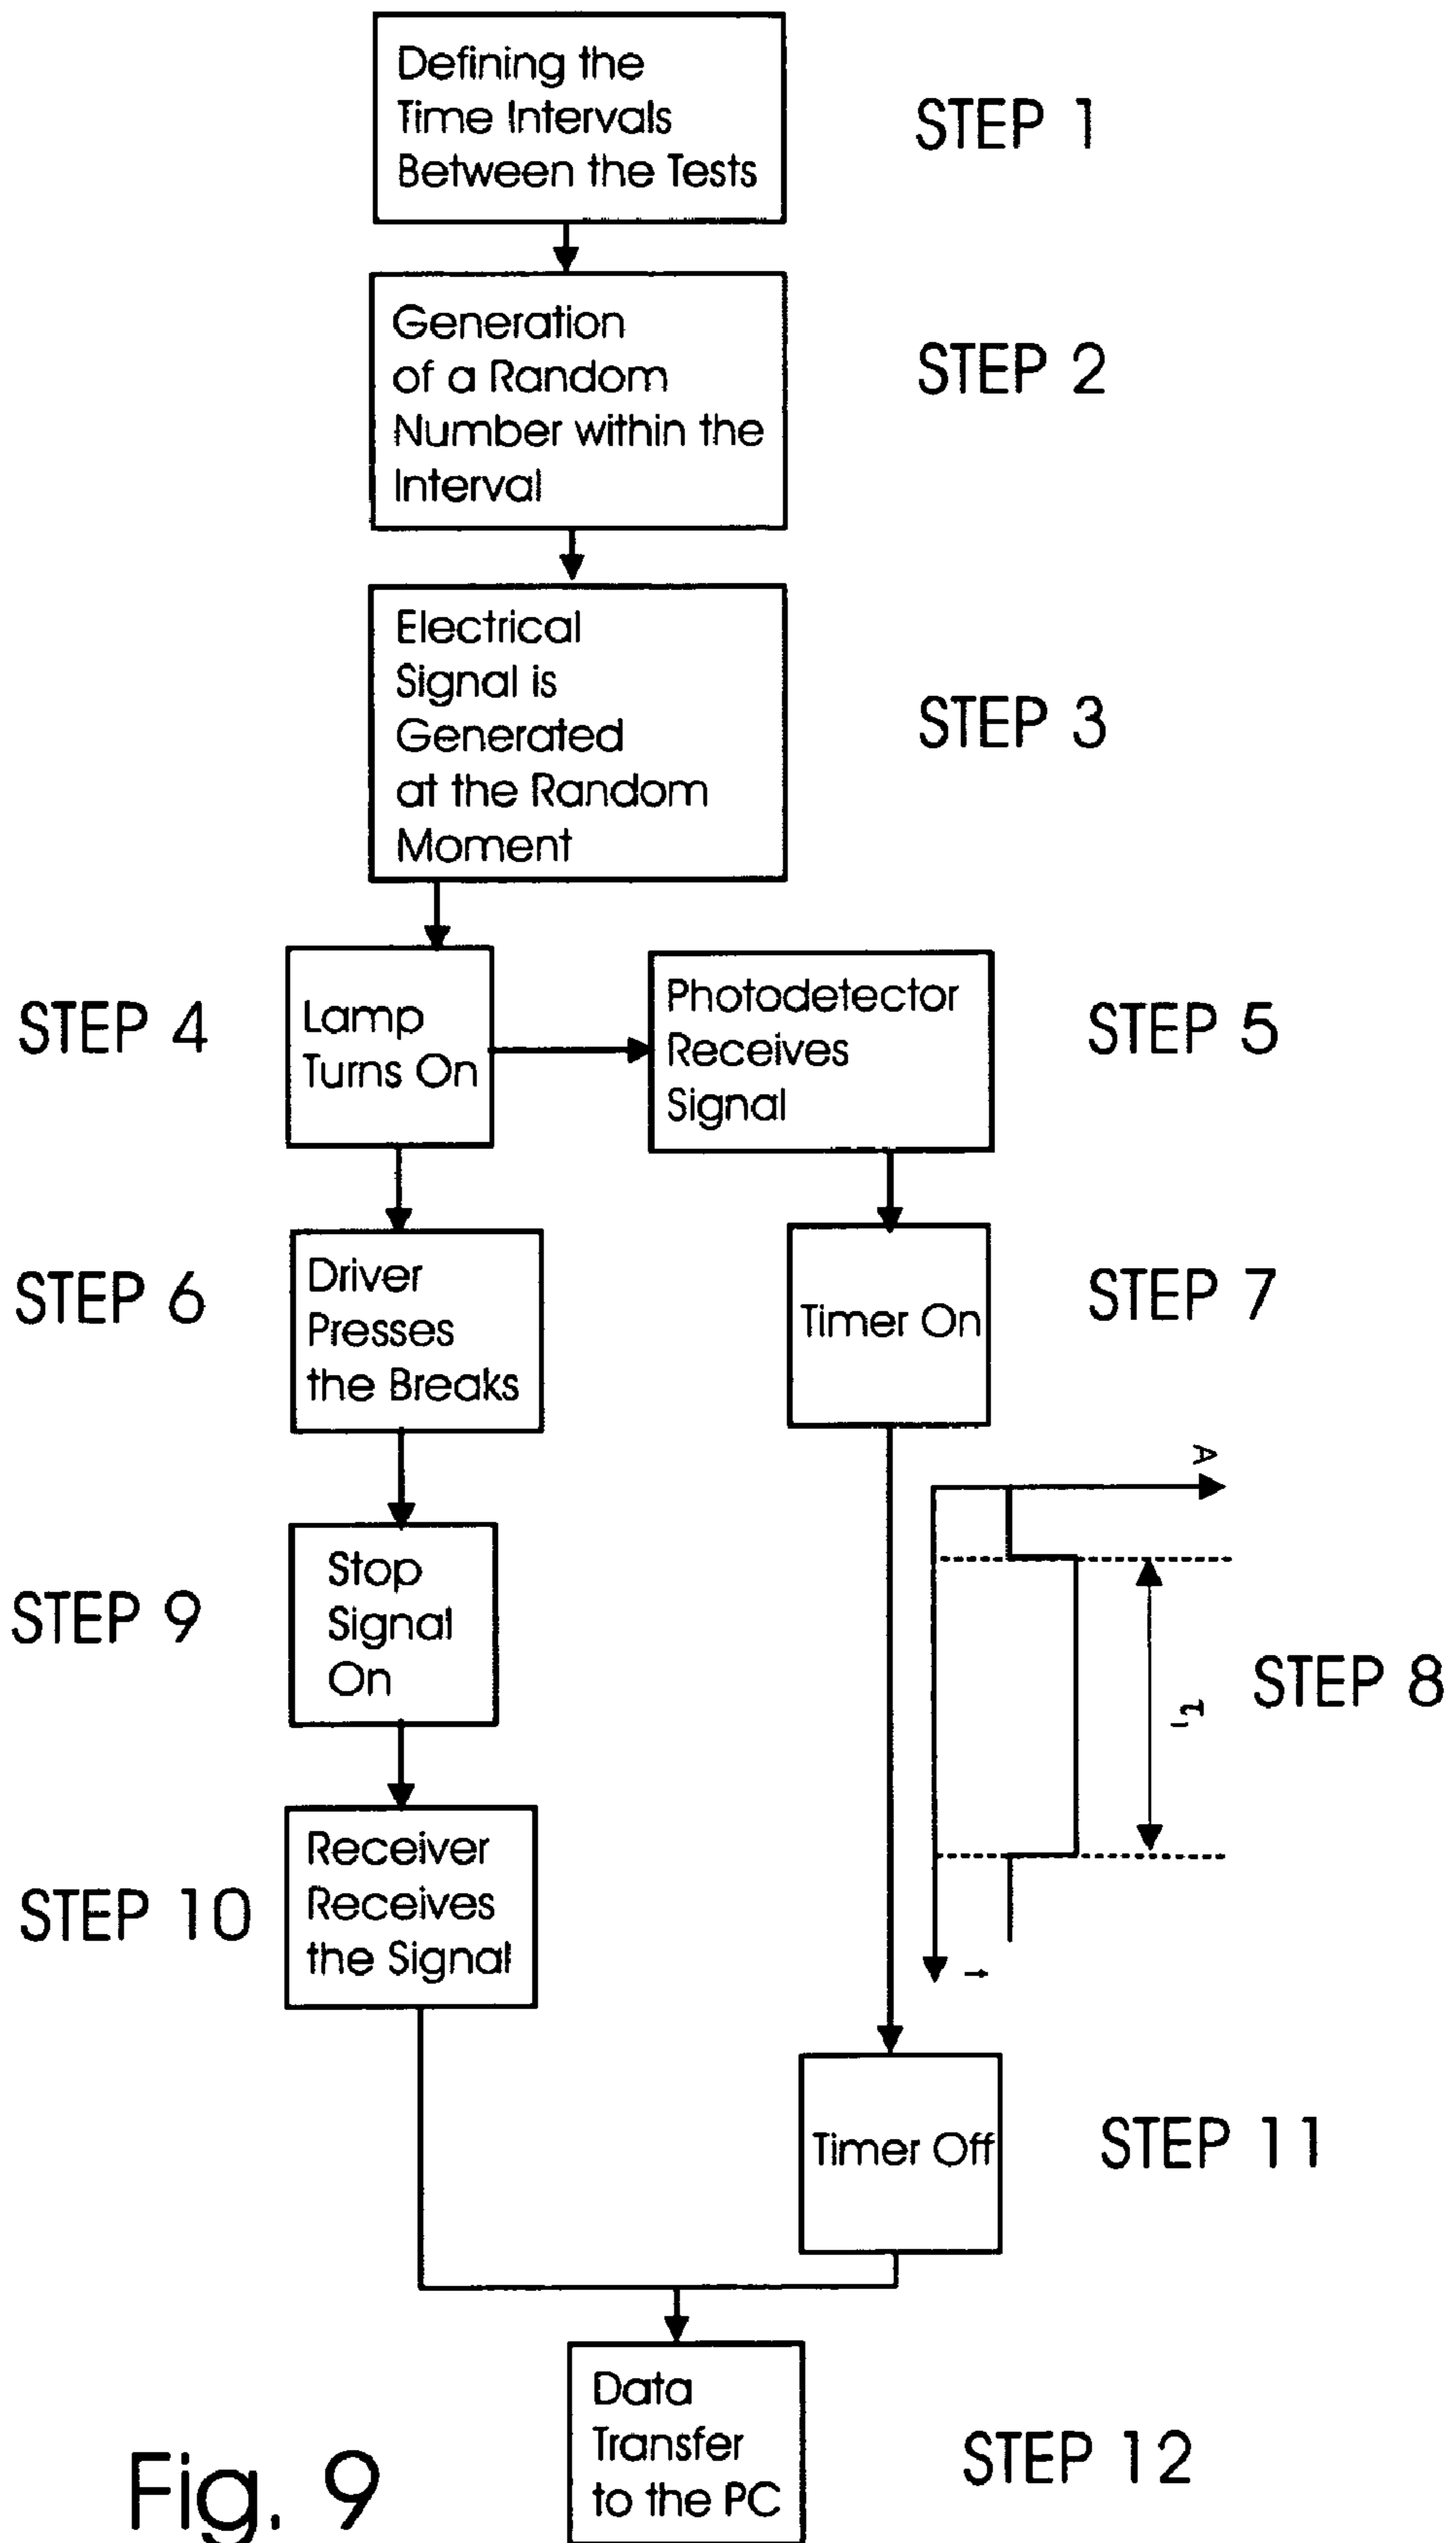 Defining the
Time Intervals
Between the Tests
STEP 1
Generation
of a Random
Number within the
Interval
STEP 2
Electrical
Signal is
Generated
at the Random
Moment
STEP 3
STEP 4
Lamp
Turns On
Photodetector
Receives
Signal
STEP 5
STEP 6
Driver
Presses
the Breaks
Timer On
STEP 7
A
STEP 9
Stop
Signal
On
τ₁
STEP 8
STEP 10
Receiver
Receives
the Signal
t
Timer Off
STEP 11
Data
Transfer
to the PC
STEP 12
Fig. 9